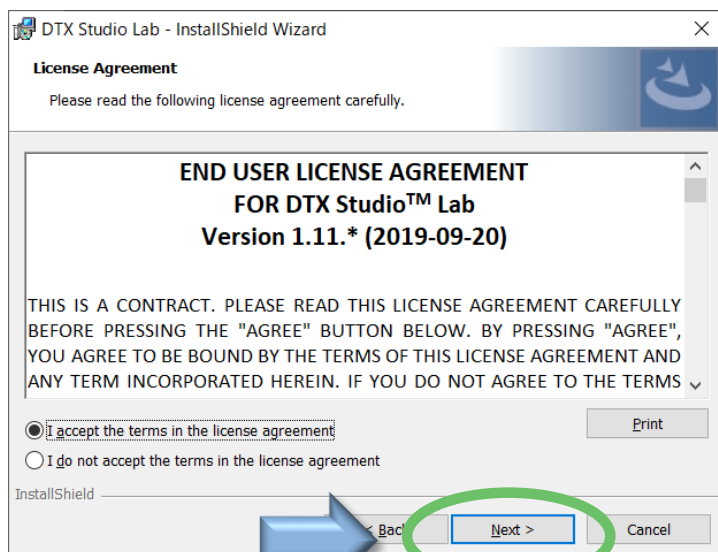 DTX Studio Lab - InstallShield Wizard
License Agreement
Please read the following license agreement carefully.
END USER LICENSE AGREEMENT
FOR DTX Studio™ Lab
Version 1.11.* (2019-09-20)
THIS IS A CONTRACT. PLEASE READ THIS LICENSE AGREEMENT CAREFULLY
BEFORE PRESSING THE "AGREE" BUTTON BELOW. BY PRESSING "AGREE",
YOU AGREE TO BE BOUND BY THE TERMS OF THIS LICENSE AGREEMENT AND
ANY TERM INCORPORATED HEREIN. IF YOU DO NOT AGREE TO THE TERMS
I accept the terms in the license agreement
Print
I do not accept the terms in the license agreement
InstallShield
< Back
Next >
Cancel